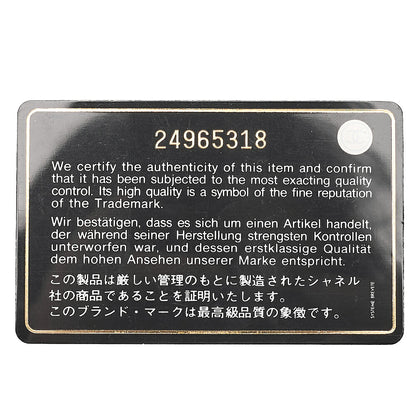 24965318
We certify the authenticity of this item and confirm
that it has been subjected to the most exacting quality
control. Its high quality is a symbol of the fine reputation
of the Trademark.
Wir bestätigen, dass es sich um einen Artikel handelt,
der während seiner Herstellung strengsten Kontrollen
unterworfen war, und dessen erstklassige Qualität
dem hohen Ansehen unserer Marke entspricht.
この製品は厳しい管理のもとに製造されたシャネル
社の商品であることを証明いたします。
このブランド・マークは最高級品質の象徴です。